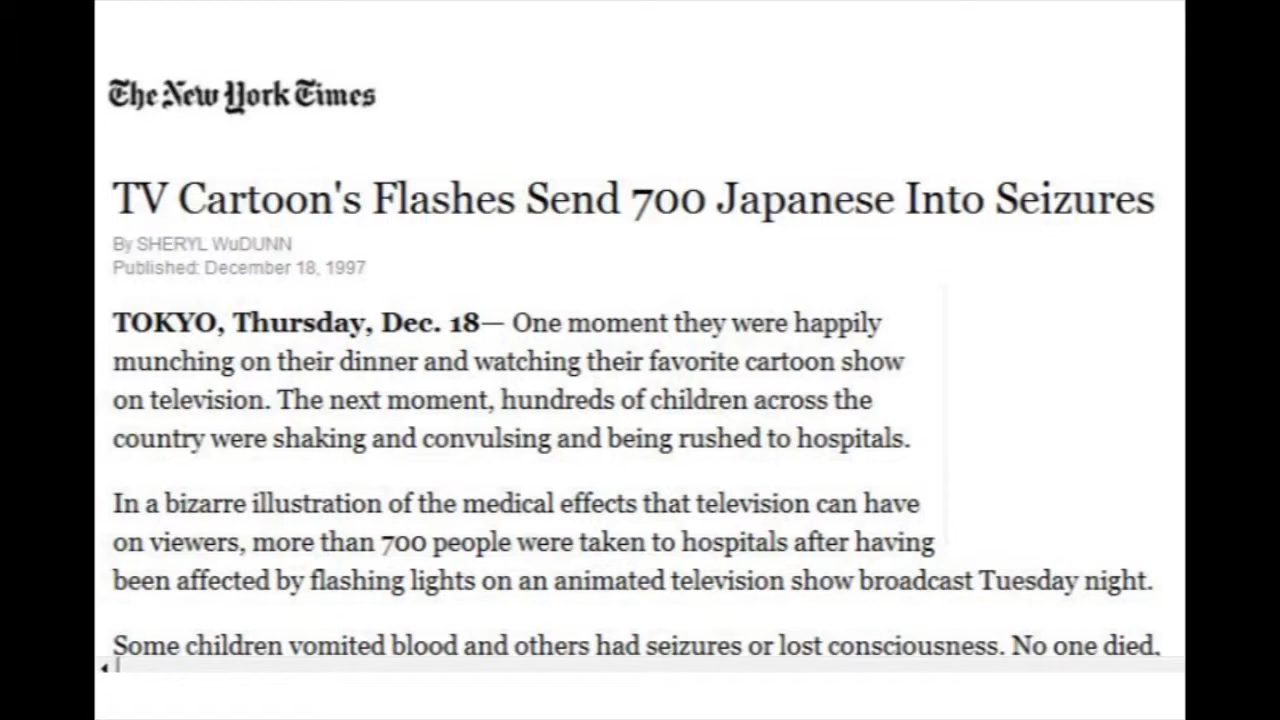 The New York Times
TV Cartoon's Flashes Send 700 Japanese Into Seizures
By SHERYL WuDUNN
Published: December 18, 1997
TOKYO, Thursday, Dec. 18— One moment they were happily
munching on their dinner and watching their favorite cartoon show
on television. The next moment, hundreds of children across the
country were shaking and convulsing and being rushed to hospitals.
In a bizarre illustration of the medical effects that television can have
on viewers, more than 700 people were taken to hospitals after having
been affected by flashing lights on an animated television show broadcast Tuesday night.
Some children vomited blood and others had seizures or lost consciousness. No one died,